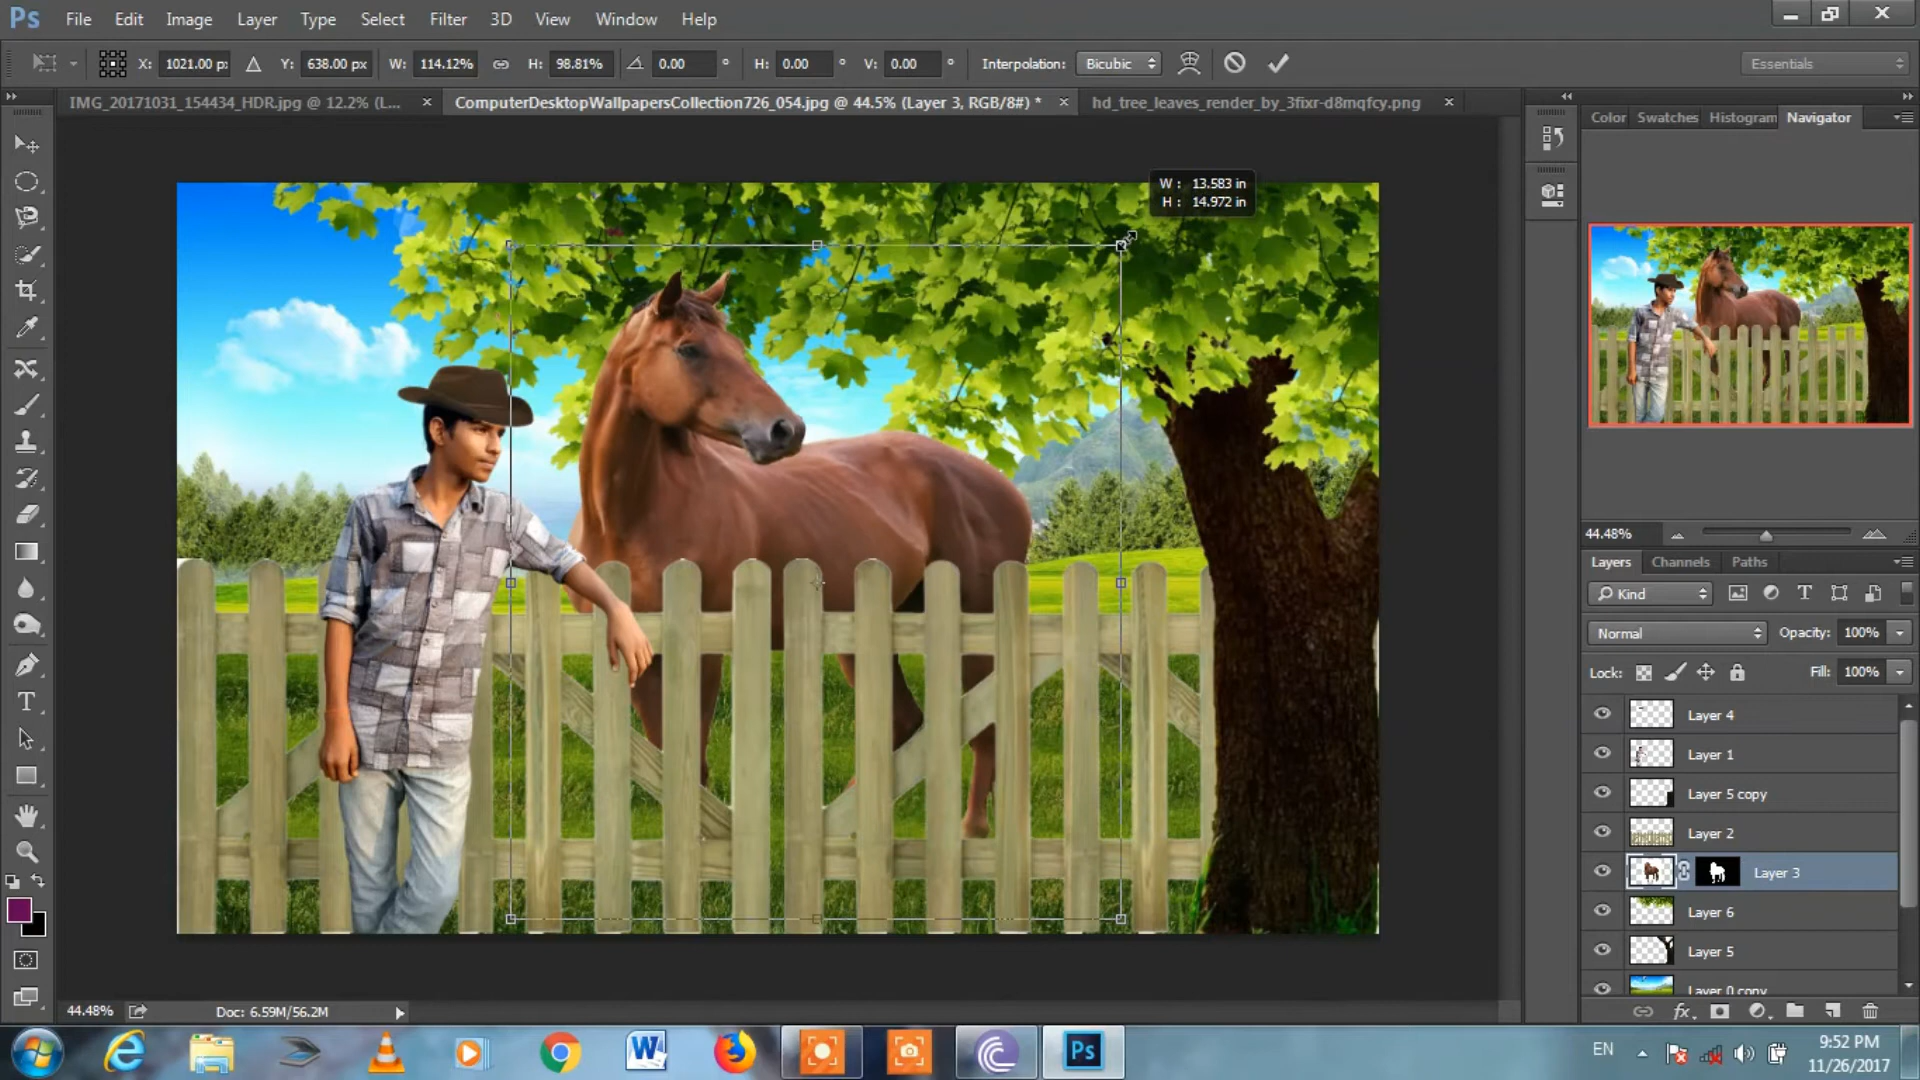 Ps File Edit Image Layer Type Select Filter 3D View Window Help
X: 1021.00 p Y: 638.00 px W: 114.12% H: 98.81% 0.00 ° H: 0.00 ° V: 0.00 ° Interpolation: Bicubic Essentials
IMG_20171031_154434_HDR.jpg @ 12.2% (L... × ComputerDesktopWallpapersCollection726_054.jpg @ 44.5% (Layer 3, RGB/8#) * × hd_tree_leaves_render_by_3fixr-d8mqfcy.png ×
Color Swatches Histogram Navigator
W : 13.583 in
H : 14.972 in
44.48%
Layers Channels Paths
Kind
Normal Opacity: 100%
Lock: Fill: 100%
Layer 4
Layer 1
Layer 5 copy
Layer 2
Layer 3
Layer 6
Layer 5
Layer 0 copy
44.48% Doc: 6.59M/56.2M
fx
EN 9:52 PM
11/26/2017
Ps